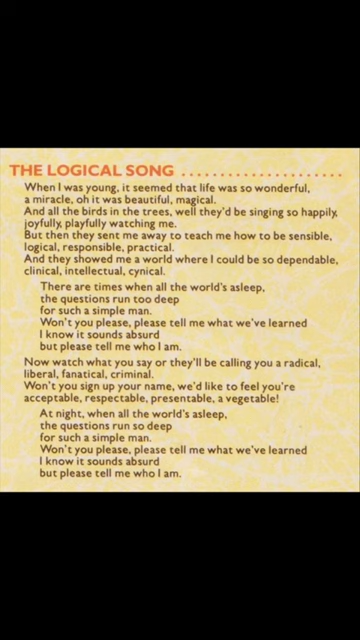 THE LOGICAL SONG ......................
When I was young, it seemed that life was so wonderful,
a miracle, oh it was beautiful, magical.
And all the birds in the trees, well they'd be singing so happily,
joyfully, playfully watching me.
But then they sent me away to teach me how to be sensible,
logical, responsible, practical.
And they showed me a world where I could be so dependable,
clinical, intellectual, cynical.
There are times when all the world's asleep,
the questions run too deep
for such a simple man.
Won't you please, please tell me what we've learned
I know it sounds absurd
but please tell me who I am.
Now watch what you say or they'll be calling you a radical,
liberal, fanatical, criminal.
Won't you sign up your name, we'd like to feel you're
acceptable, respectable, presentable, a vegetable!
At night, when all the world's asleep,
the questions run so deep
for such a simple man.
Won't you please, please tell me what we've learned
I know it sounds absurd
but please tell me who I am.